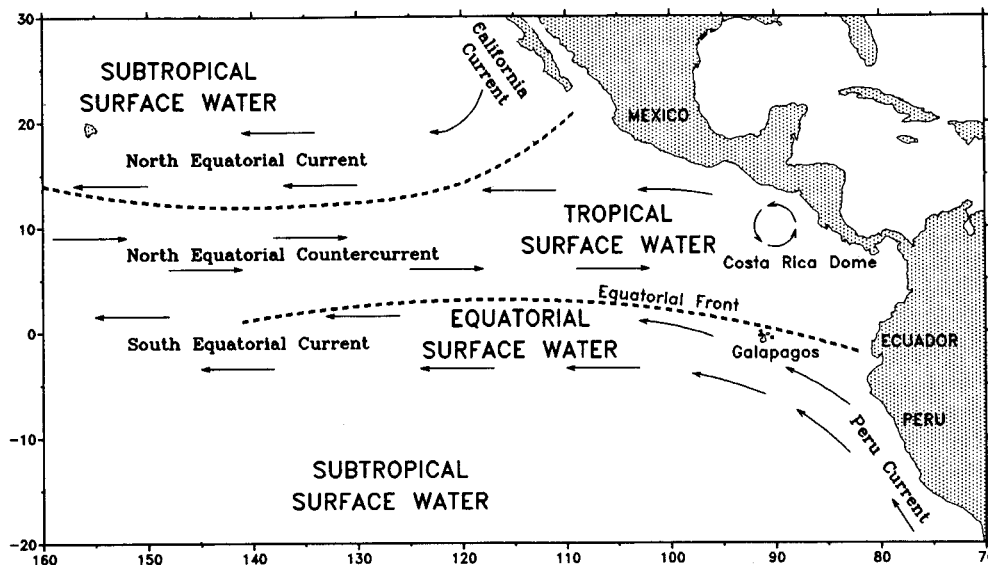 30
20
10
0
−10
−20
160
150
140
130
120
110
100
90
80
SUBTROPICAL
SURFACE WATER
California
Current
MEXICO
North Equatorial Current
TROPICAL
SURFACE WATER
North Equatorial Countercurrent
Costa Rica Dome
Equatorial Front
EQUATORIAL
SURFACE WATER
South Equatorial Current
Galapagos
ECUADOR
PERU
Peru Current
SUBTROPICAL
SURFACE WATER